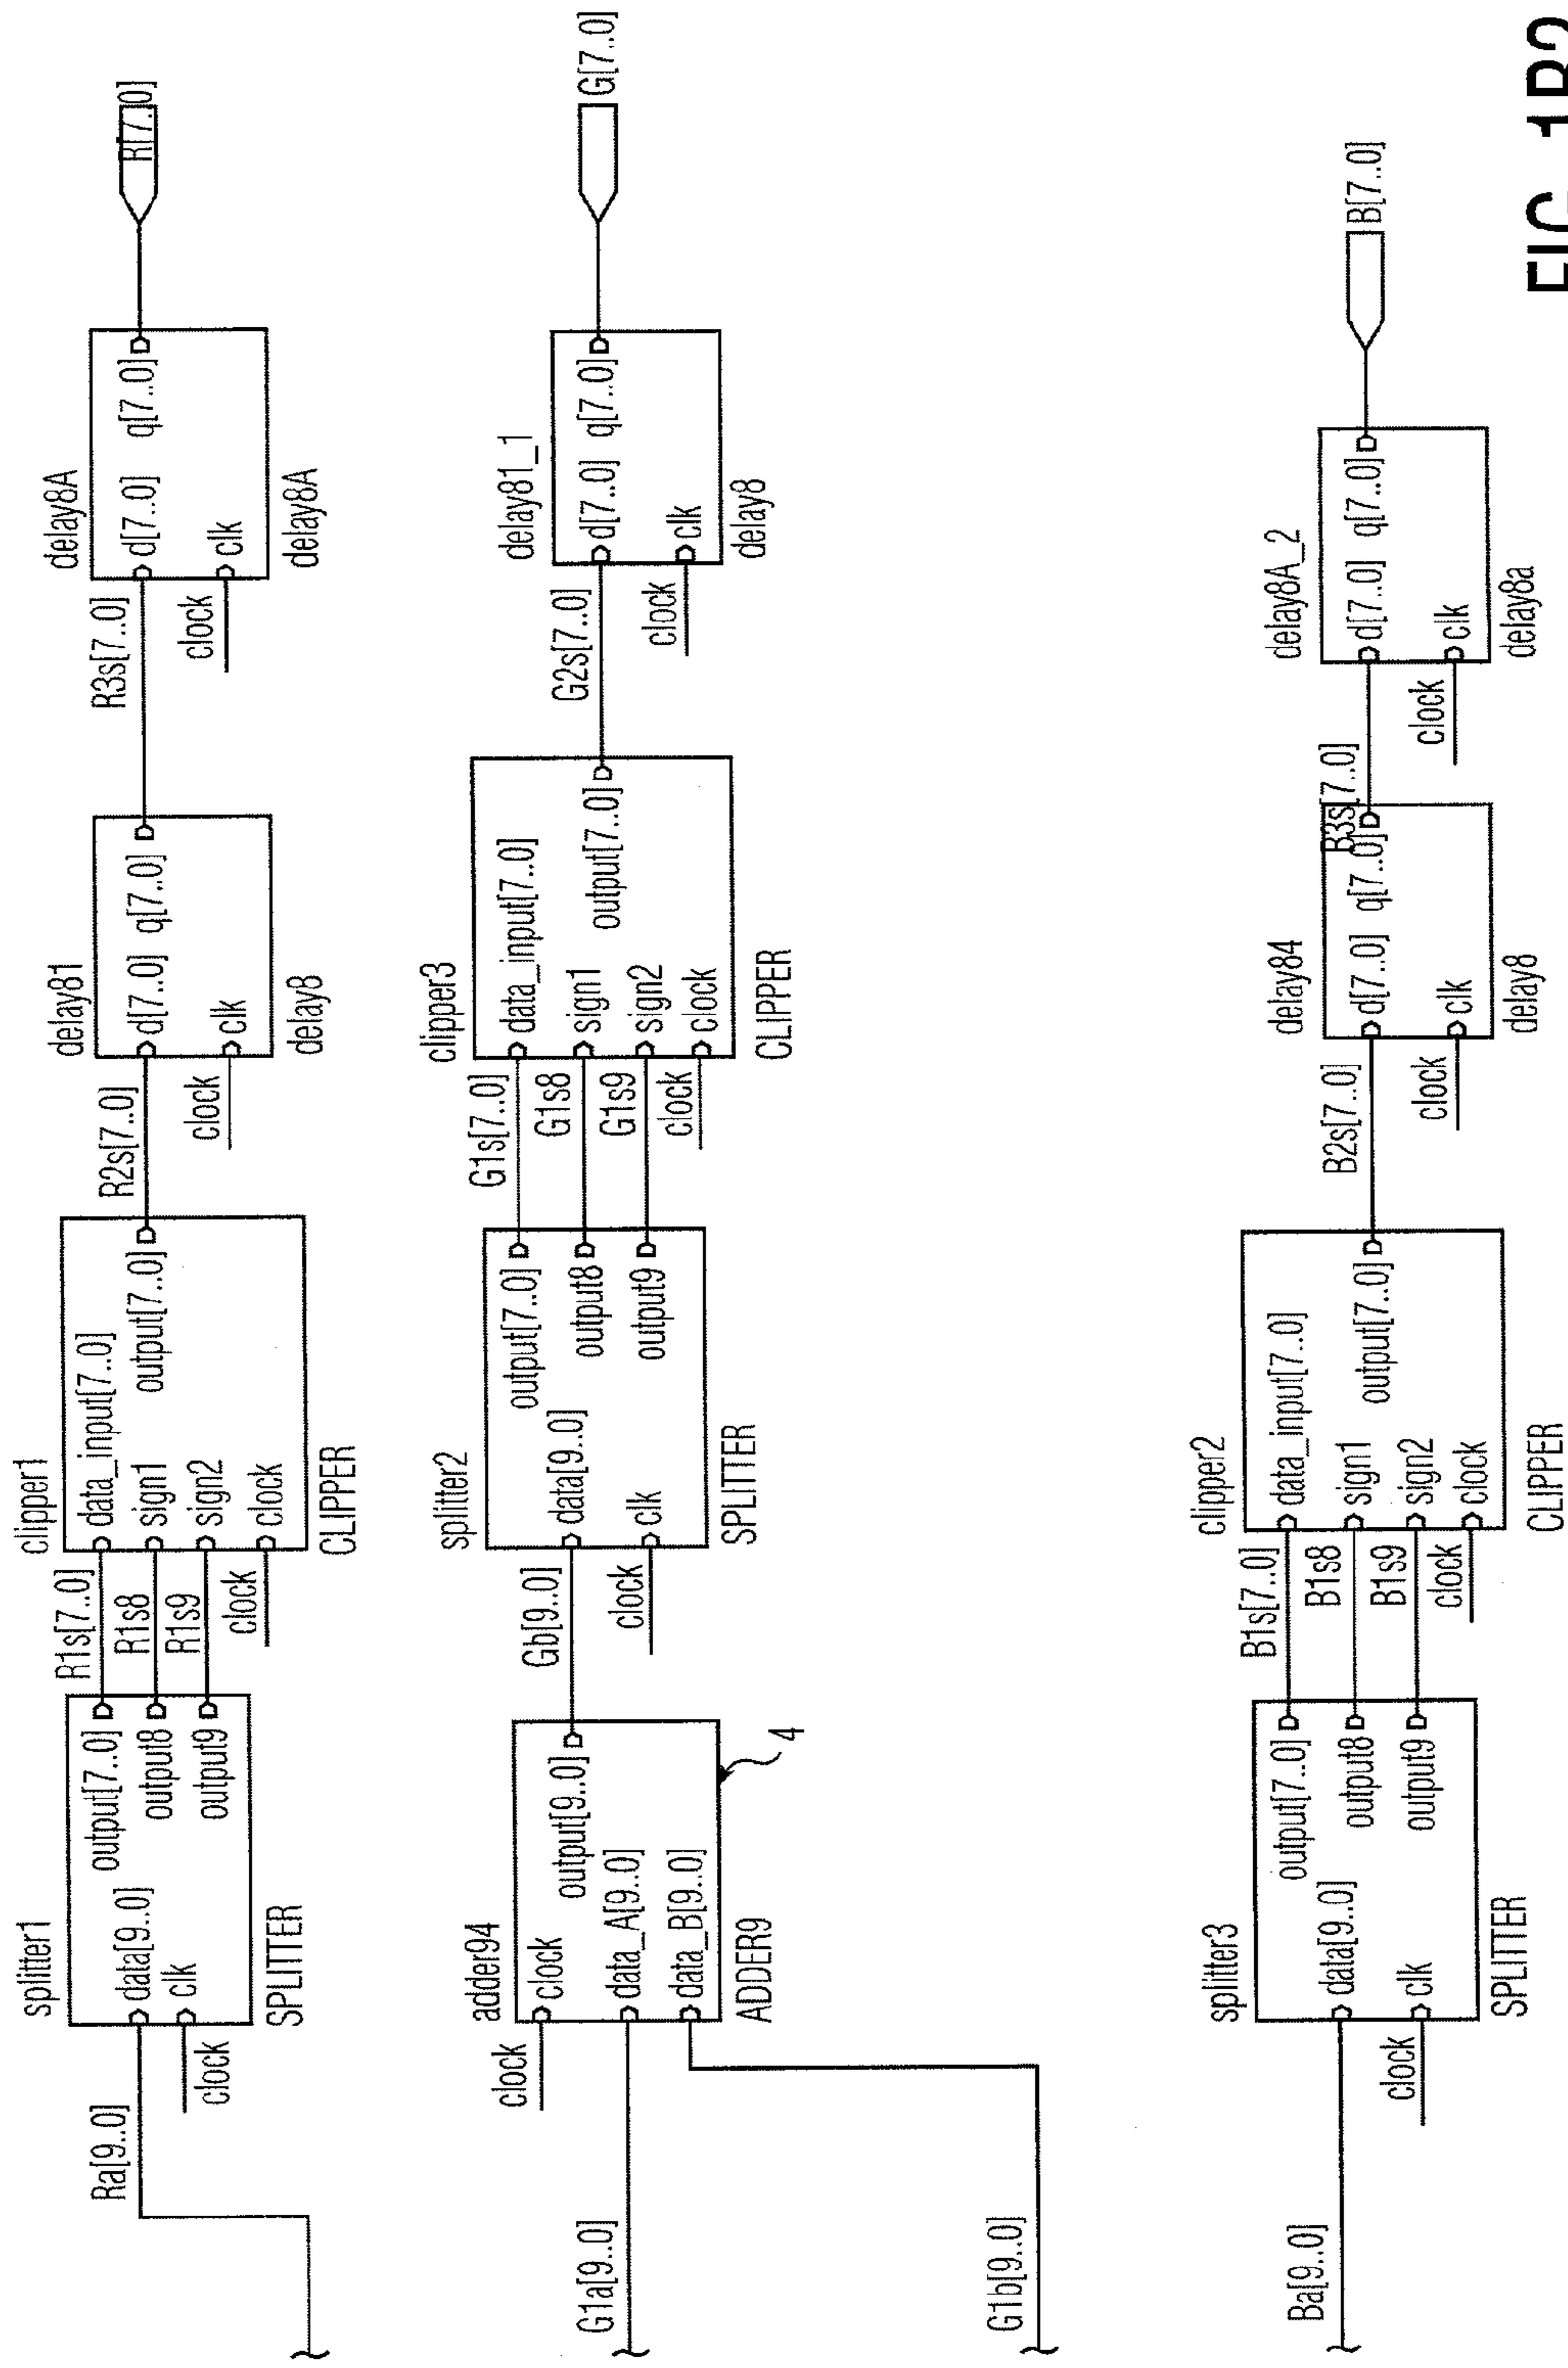 splitter1
Ra[9..0]
data[9..0]
output[7..0]
output8
output9
clk
clock
SPLITTER
R1s[7..0]
R1s8
R1s9
clock
clipper1
data_input[7..0]
sign1
sign2
clock
output[7..0]
CLIPPER
R2s[7..0]
clock
delay81
d[7..0] q[7..0]
clk
delay8
R3s[7..0]
clock
delay8A
d[7..0] q[7..0]
clk
delay8A
R[7..0]
G1a[9..0]
G1b[9..0]
clock
adder94
clock
output[9..0]
data_A[9..0]
data_B[9..0]
ADDER9
4
Gb[9..0]
clock
splitter2
output[7..0]
data[9..0]
output8
output9
clk
SPLITTER
G1s[7..0]
G1s8
G1s9
clock
clipper3
data_input[7..0]
sign1
output[7..0]
sign2
clock
CLIPPER
G2s[7..0]
clock
delay81_1
d[7..0] q[7..0]
clk
delay8
G[7..0]
Ba[9..0]
clock
splitter3
output[7..0]
data[9..0]
output8
output9
clk
SPLITTER
B1s[7..0]
B1s8
B1s9
clock
clipper2
data_input[7..0]
sign1
output[7..0]
sign2
clock
CLIPPER
B2s[7..0]
clock
delay84
B3s[7..0]
d[7..0] q[7..0]
clk
delay8
clock
delay8A_2
d[7..0] q[7..0]
clk
delay8a
B[7..0]
FIG. 1B2